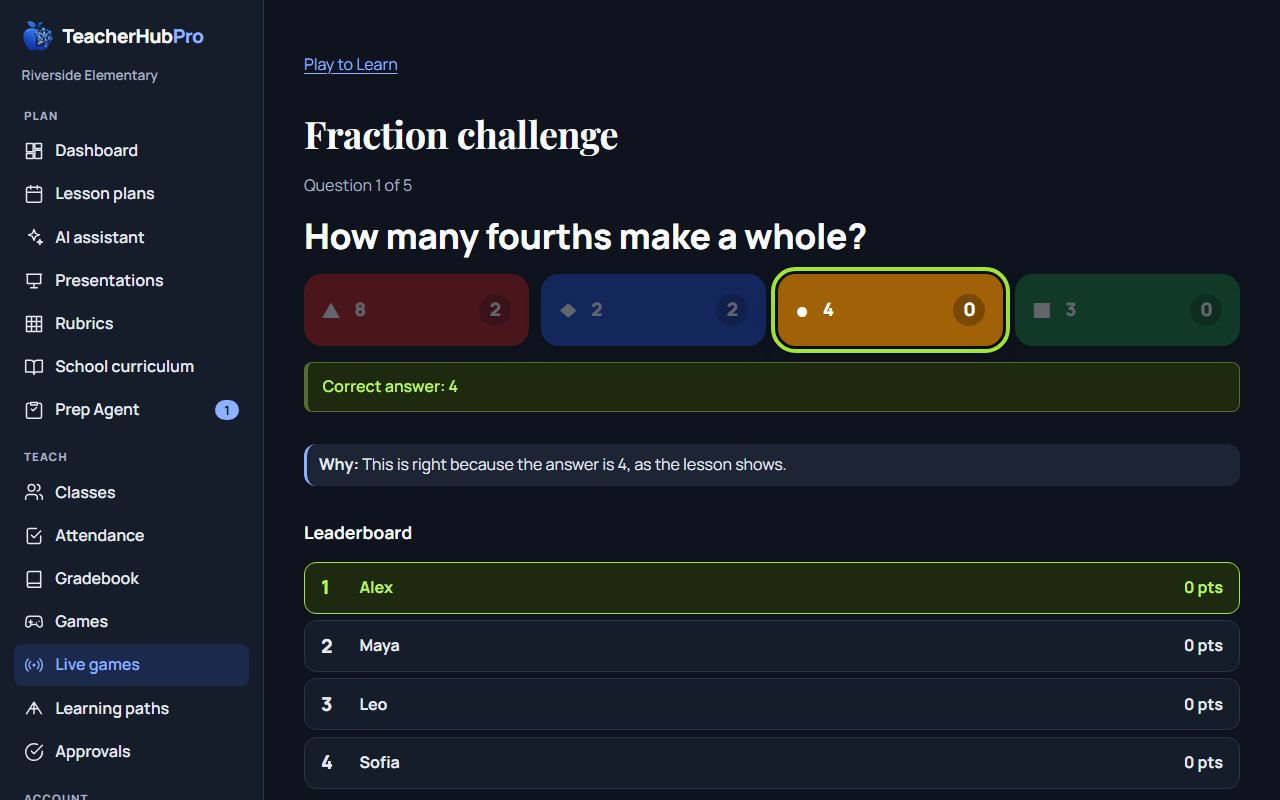 TeacherHubPro
Riverside Elementary
PLAN
Dashboard
Lesson plans
AI assistant
Presentations
Rubrics
School curriculum
Prep Agent 1
TEACH
Classes
Attendance
Gradebook
Games
Live games
Learning paths
Approvals
ACCOUNT
Play to Learn
Fraction challenge
Question 1 of 5
How many fourths make a whole?
8 2 2 2 4 0 3 0
Correct answer: 4
Why: This is right because the answer is 4, as the lesson shows.
Leaderboard
1 Alex 0 pts
2 Maya 0 pts
3 Leo 0 pts
4 Sofia 0 pts